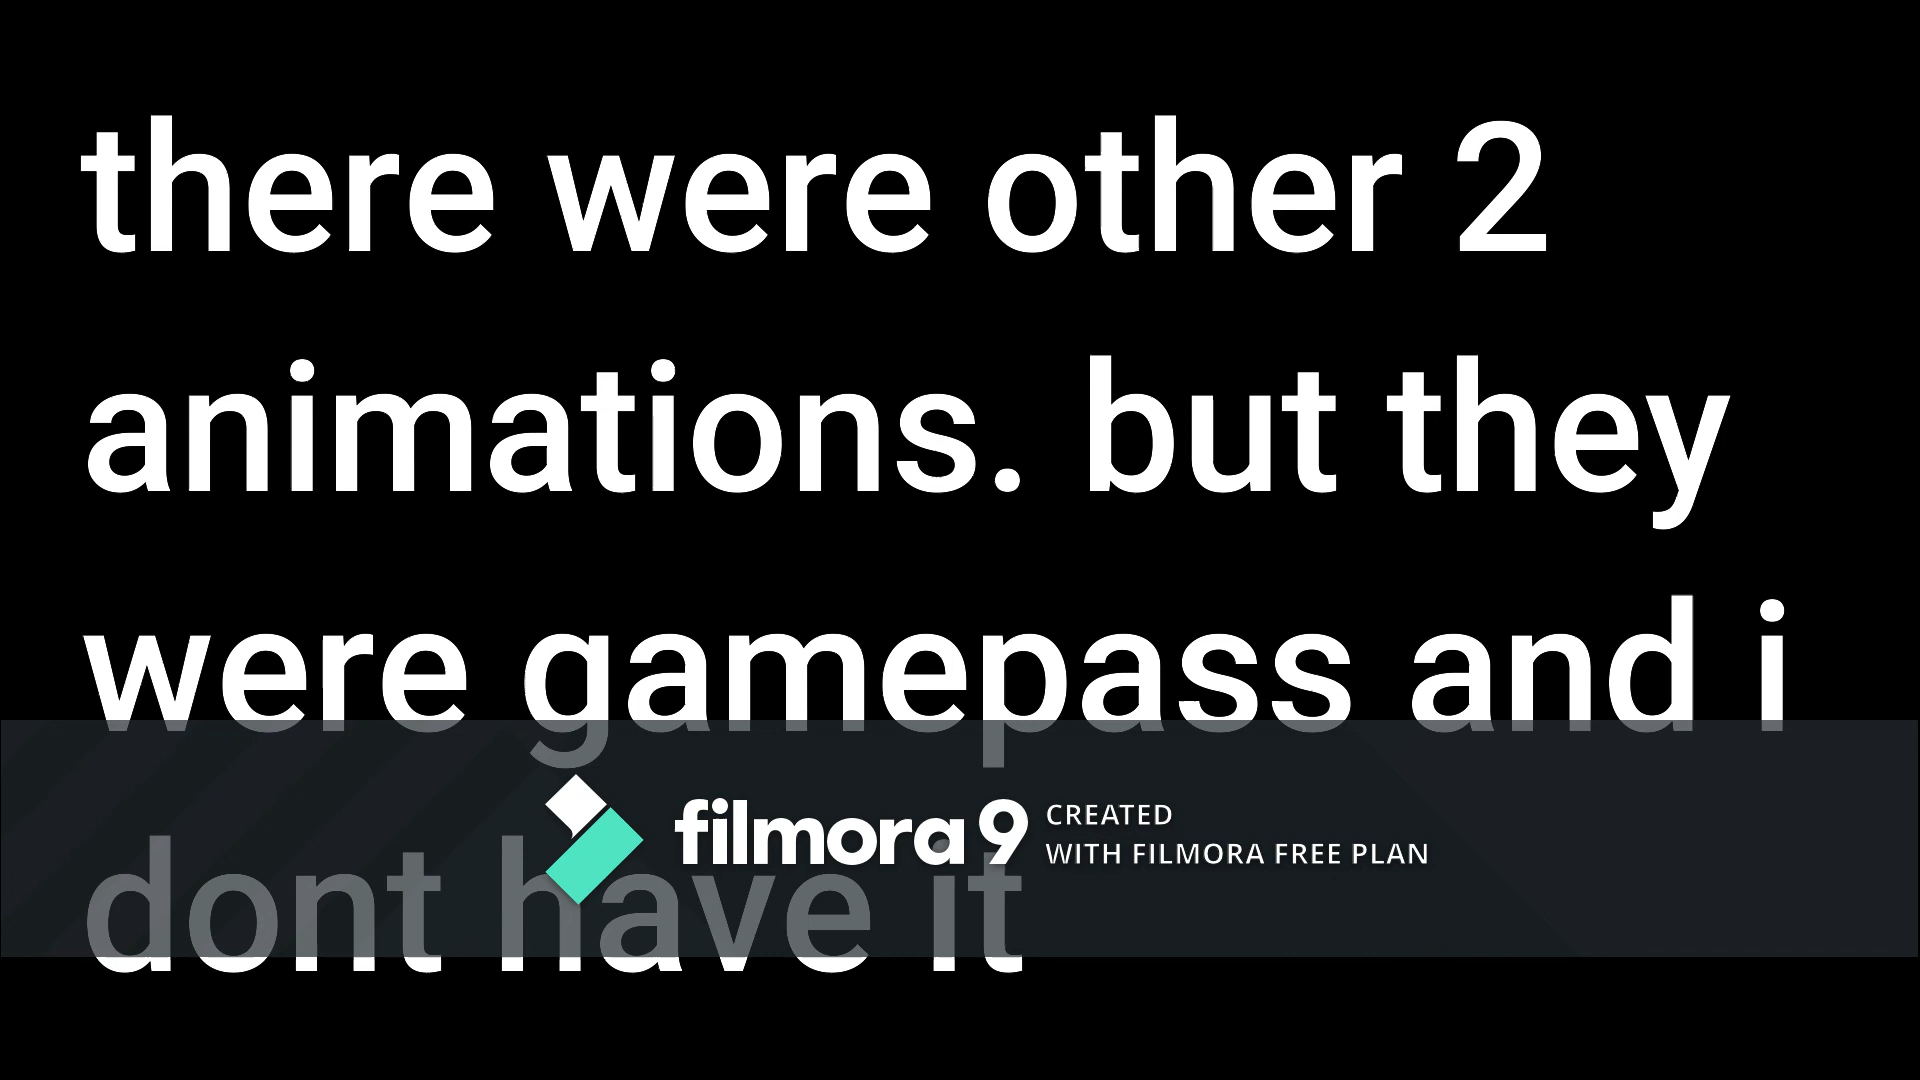 there were other 2
animations. but they
were gamepass and i
dont have it
filmora9
CREATED
WITH FILMORA FREE PLAN